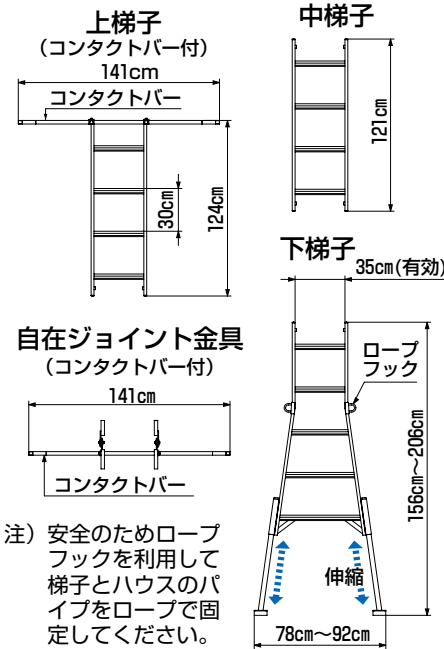 上梯子
（コンタクトバー付）
141cm
コンタクトバー
30cm
124cm
中梯子
121cm
下梯子
35cm(有効)
ロープ
フック
156cm～206cm
伸縮
78cm～92cm
自在ジョイント金具
（コンタクトバー付）
141cm
コンタクトバー
注）安全のためロープ
フックを利用して
梯子とハウスのパ
イプをロープで固
定してください。